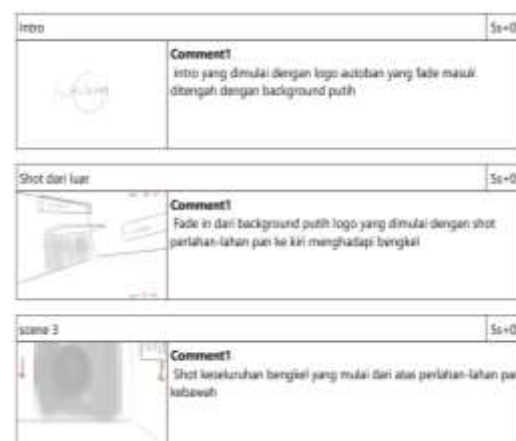 Intro
5s+0
Comment1
intro yang dimulai dengan logo autoban yang fade masuk
ditengah dengan background putih
Shot dari luar
5s+0
Comment1
Fade in dari background putih logo yang dimulai dengan shot
perlahan-lahan pan ke kiri menghadapi bengkel
scene 3
5s+0
Comment1
Shot keseluruhan bengkel yang mulai dari atas perlahan-lahan pan
kebawah